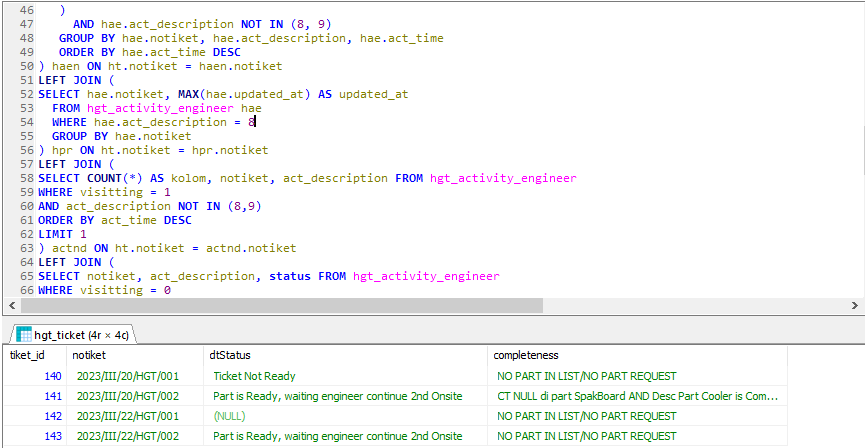 46 )
47 AND hae.act_description NOT IN (8, 9)
48 GROUP BY hae.notiket, hae.act_description, hae.act_time
49 ORDER BY hae.act_time DESC
50 ) haen ON ht.notiket = haen.notiket
51 LEFT JOIN (
52 SELECT hae.notiket, MAX(hae.updated_at) AS updated_at
53 FROM hgt_activity_engineer hae
54 WHERE hae.act_description = 8
55 GROUP BY hae.notiket
56 ) hpr ON ht.notiket = hpr.notiket
57 LEFT JOIN (
58 SELECT COUNT(*) AS kolom, notiket, act_description FROM hgt_activity_engineer
59 WHERE visitting = 1
60 AND act_description NOT IN (8,9)
61 ORDER BY act_time DESC
62 LIMIT 1
63 ) actnd ON ht.notiket = actnd.notiket
64 LEFT JOIN (
65 SELECT notiket, act_description, status FROM hgt_activity_engineer
66 WHERE visitting = 0
hgt_ticket (4r × 4c)
tiket_id notiket dtStatus completeness
140 2023/III/20/HGT/001 Ticket Not Ready NO PART IN LIST/NO PART REQUEST
141 2023/III/20/HGT/002 Part is Ready, waiting engineer continue 2nd Onsite CT NULL di part SpakBoard AND Desc Part Cooler is Com...
142 2023/III/22/HGT/001 (NULL) NO PART IN LIST/NO PART REQUEST
143 2023/III/22/HGT/002 Part is Ready, waiting engineer continue 2nd Onsite NO PART IN LIST/NO PART REQUEST